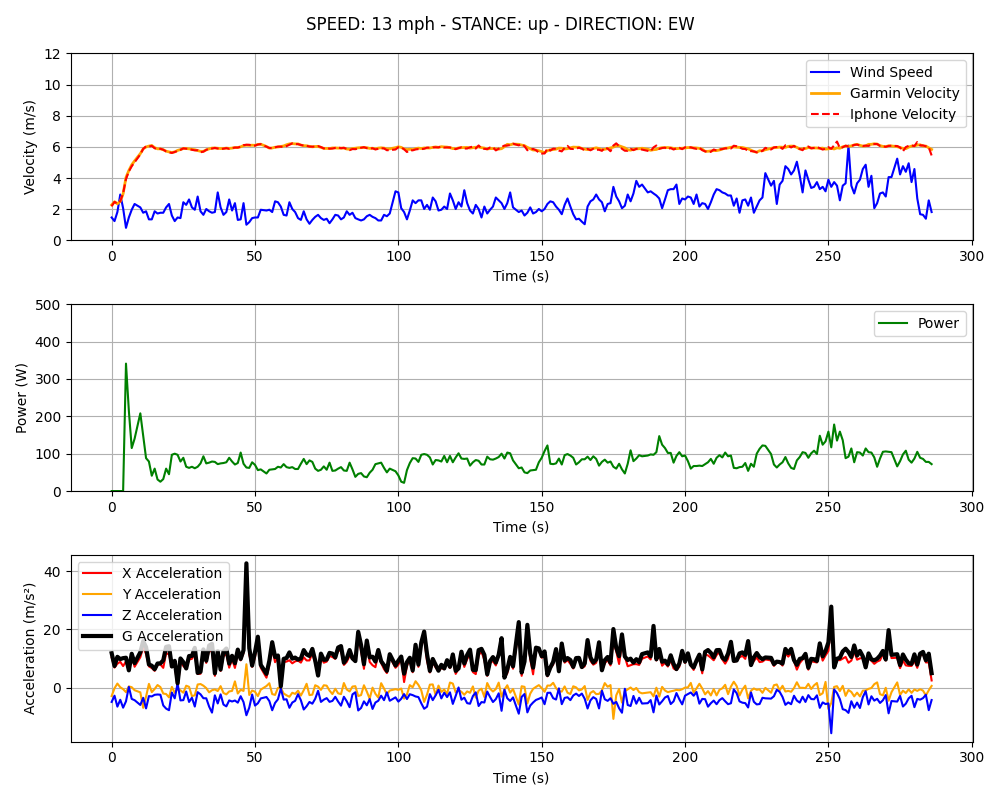 SPEED: 13 mph - STANCE: up - DIRECTION: EW
Velocity (m/s)
12
10
8
6
4
2
0
Wind Speed
Garmin Velocity
Iphone Velocity
0 50 100 150 200 250 300
Time (s)
Power (W)
500
400
300
200
100
0
Power
0 50 100 150 200 250 300
Time (s)
Acceleration (m/s²)
40
20
0
X Acceleration
Y Acceleration
Z Acceleration
G Acceleration
0 50 100 150 200 250 300
Time (s)